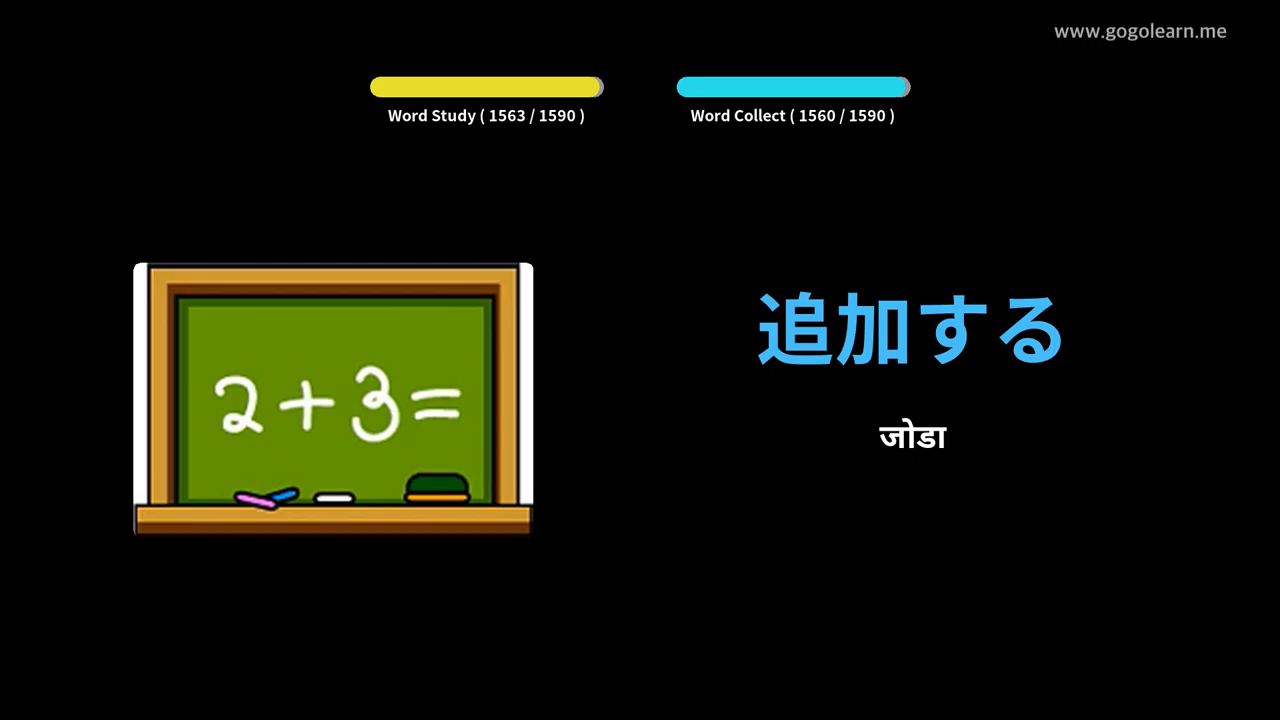 www.gogolearn.me
Word Study ( 1563 / 1590 )
Word Collect ( 1560 / 1590 )
2+3=
追加する
जोडा